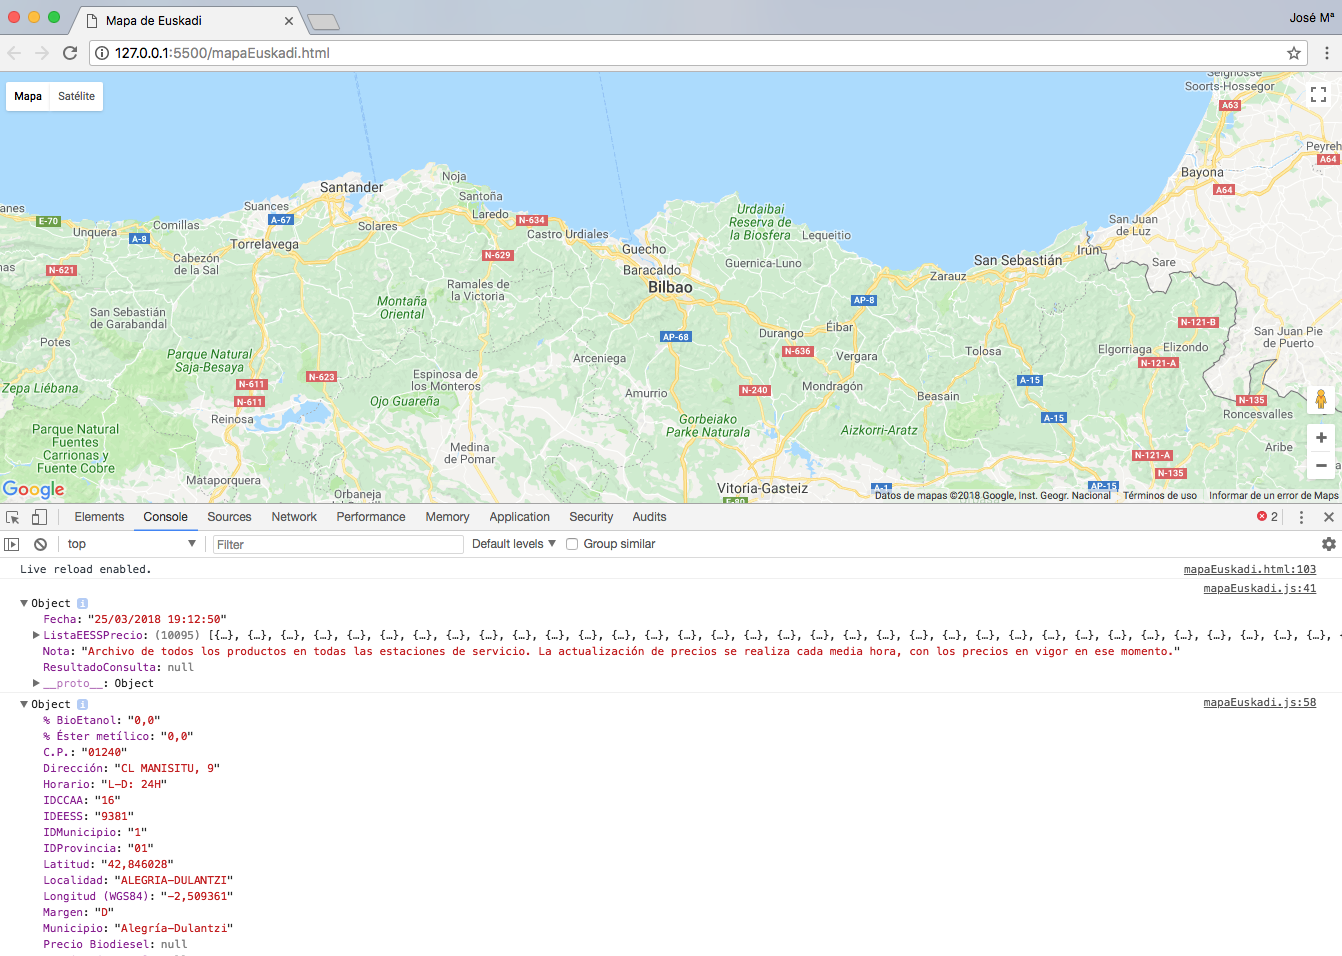 Mapa de Euskadi
José Mª
127.0.0.1:5500/mapaEuskadi.html
Mapa Satélite
Seignosse
Soorts-Hossegor
A63
Peyreh
A64
Bayona
A64
Santander
Noja
Santoña
Suances
Laredo
anes
E-70
Comillas
A-67
Solares
N-634
Castro Urdiales
Urdaibai
Reserva de
la Biosfera
Lequeitio
San Juan
de Luz
Unquera
A-8
Torrelavega
Guecho
Irún
N-629
Cabezón
de la Sal
nas
N-621
Baracaldo
Guernica-Luno
San Sebastián
Sare
Zarauz
Ramales de
la Victoria
Bilbao
Montaña
Oriental
AP-8
San Sebastián
de Garabandal
Durango
Éibar
N-121-B
San Juan Pie
de Puerto
Potes
AP-68
Parque Natural
Saja-Besaya
Arceniega
N-636
Vergara
Tolosa
Elgorriaga
Elizondo
N-121-A
Zepa Liébana
N-611
N-623
Espinosa de
los Monteros
Amurrio
N-240
Mondragón
A-15
N-611
Ojo Guareña
Beasain
N-135
Reinosa
Gorbeiako
Parke Naturala
Aizkorri-Aratz
A-15
Roncesvalles
Parque Natural
Fuentes
Carrionas y
Fuente Cobre
Medina
de Pomar
Aribe
N-121-A
N-135
Mataporquera
Orbaneja
Vitoria-Gasteiz
A-1
AP-15
E-80
Google
Datos de mapas ©2018 Google, Inst. Geogr. Nacional Términos de uso Informar de un error de Maps
Elements Console Sources Network Performance Memory Application Security Audits 2
top Filter Default levels Group similar
Live reload enabled. mapaEuskadi.html:103
mapaEuskadi.js:41
Object
Fecha: "25/03/2018 19:12:50"
ListaEESSPrecio: (10095) [{…}, {…}, {…}, {…}, {…}, {…}, {…}, {…}, {…}, {…}, {…}, {…}, {…}, {…}, {…}, {…}, {…}, {…}, {…}, {…}, {…}, {…}, {…}, {…}, {…}, {…}, {…}, {…}, {…}, {…}, {…}, {…}, {…}, {…},
Nota: "Archivo de todos los productos en todas las estaciones de servicio. La actualización de precios se realiza cada media hora, con los precios en vigor en ese momento."
ResultadoConsulta: null
__proto__: Object
Object mapaEuskadi.js:58
% BioEtanol: "0,0"
% Éster metílico: "0,0"
C.P.: "01240"
Dirección: "CL MANISITU, 9"
Horario: "L-D: 24H"
IDCCAA: "16"
IDEESS: "9381"
IDMunicipio: "1"
IDProvincia: "01"
Latitud: "42,846028"
Localidad: "ALEGRIA-DULANTZI"
Longitud (WGS84): "-2,509361"
Margen: "D"
Municipio: "Alegría-Dulantzi"
Precio Biodiesel: null